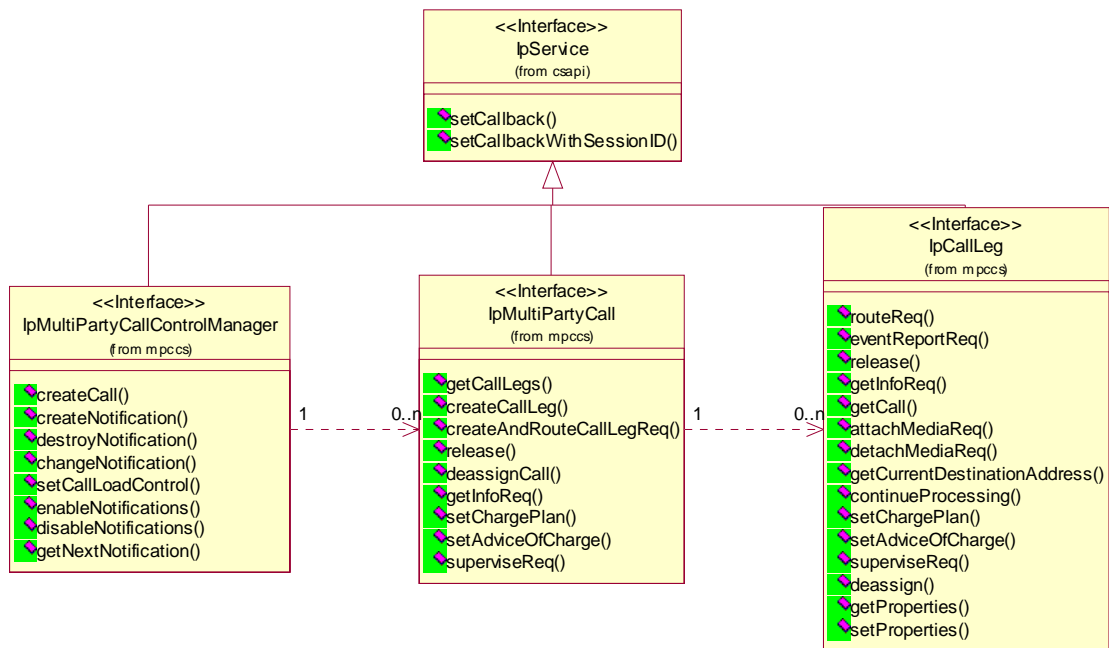 <<Interface>>
IpService
(from csapi)
setCallback()
setCallbackWithSessionID()
<<Interface>>
IpMultiPartyCallControlManager
(from mpccs)
createCall()
createNotification()
destroyNotification()
changeNotification()
setCallLoadControl()
enableNotifications()
disableNotifications()
getNextNotification()
1
0..n
<<Interface>>
IpMultiPartyCall
(from mpccs)
getCallLegs()
createCallLeg()
createAndRouteCallLegReq()
release()
deassignCall()
getInfoReq()
setChargePlan()
setAdviceOfCharge()
superviseReq()
1
0..n
<<Interface>>
IpCallLeg
(from mpccs)
routeReq()
eventReportReq()
release()
getInfoReq()
getCall()
attachMediaReq()
detachMediaReq()
getCurrentDestinationAddress()
continueProcessing()
setChargePlan()
setAdviceOfCharge()
superviseReq()
deassign()
getProperties()
setProperties()